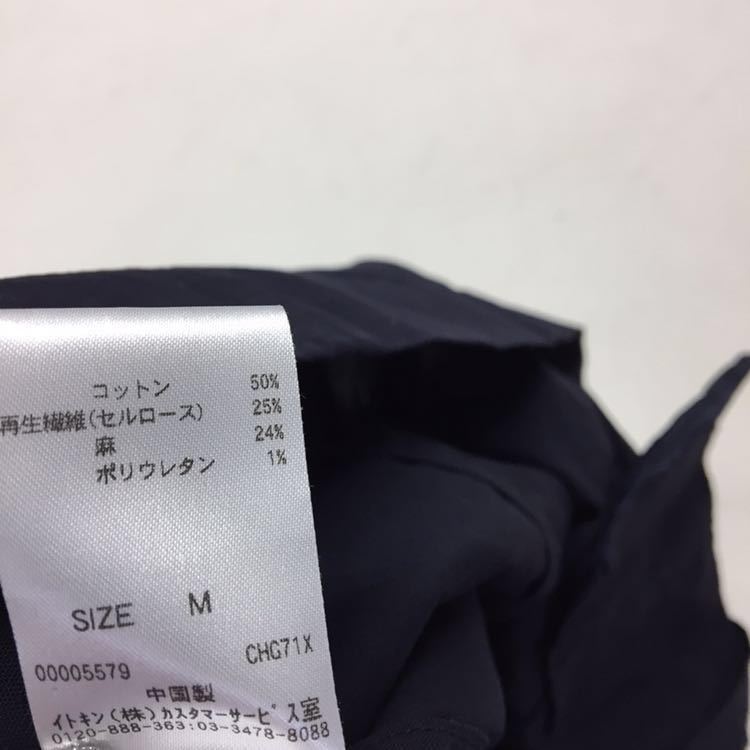 コットン 50%
再生繊維(セルロース) 25%
麻 24%
ポリウレタン 1%
SIZE M
00005579 CHG71X
中国製
イトキン(株)カスタマーサービス室
0120-888-363:03-3478-8088